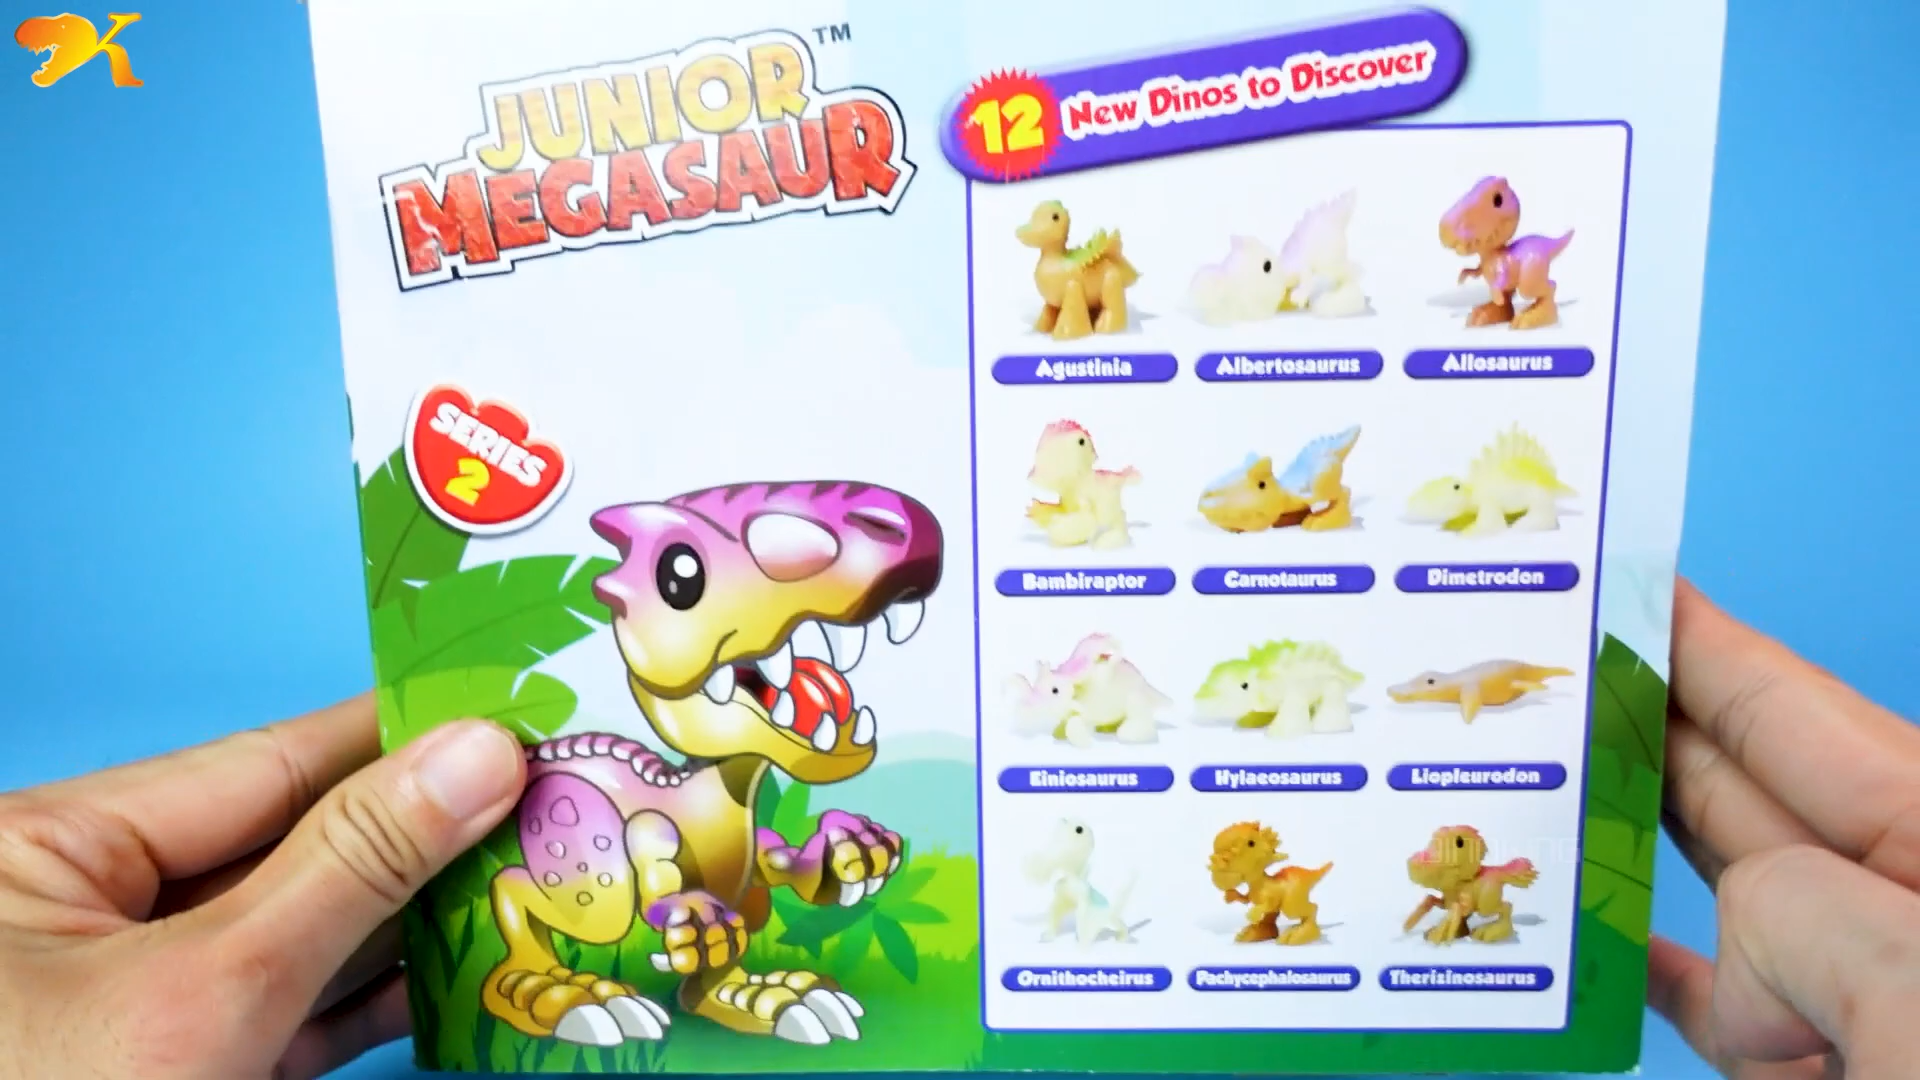 K
JUNIOR TM
MEGASAUR
SERIES
2
12 New Dinos to Discover
Agustinia
Albertosaurus
Allosaurus
Bambiraptor
Carnotaurus
Dimetrodon
Einiosaurus
Hylaeosaurus
Liopleurodon
Ornithocheirus
Pachycephalosaurus
Therizinosaurus